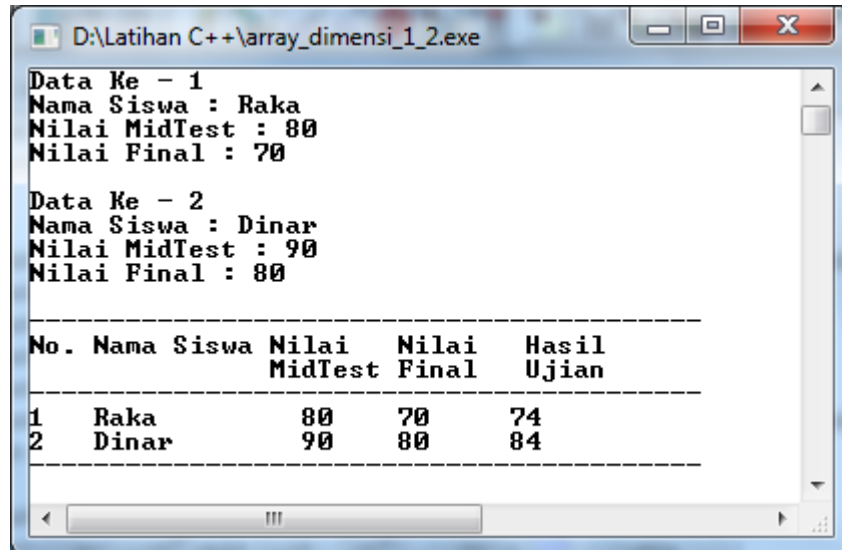 D:\Latihan C++\array_dimensi_1_2.exe
Data Ke - 1
Nama Siswa : Raka
Nilai MidTest : 80
Nilai Final : 70
Data Ke - 2
Nama Siswa : Dinar
Nilai MidTest : 90
Nilai Final : 80
----------------------------------------------------------
No. Nama Siswa Nilai Nilai Hasil
MidTest Final Ujian
----------------------------------------------------------
1 Raka 80 70 74
2 Dinar 90 80 84
----------------------------------------------------------